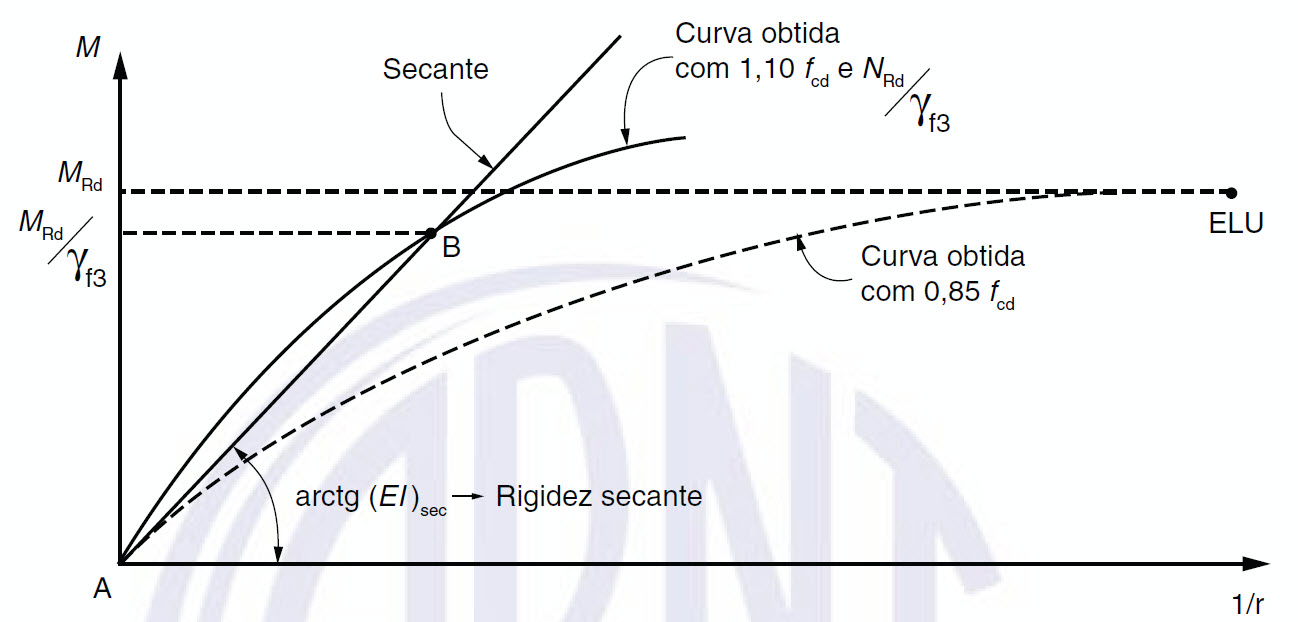 M
Secante
Curva obtida
com 1,10 fcd e NRd/γf3
MRd
MRd/γf3
B
ELU
Curva obtida
com 0,85 fcd
arctg (EI)sec → Rigidez secante
A
1/r
ABNT